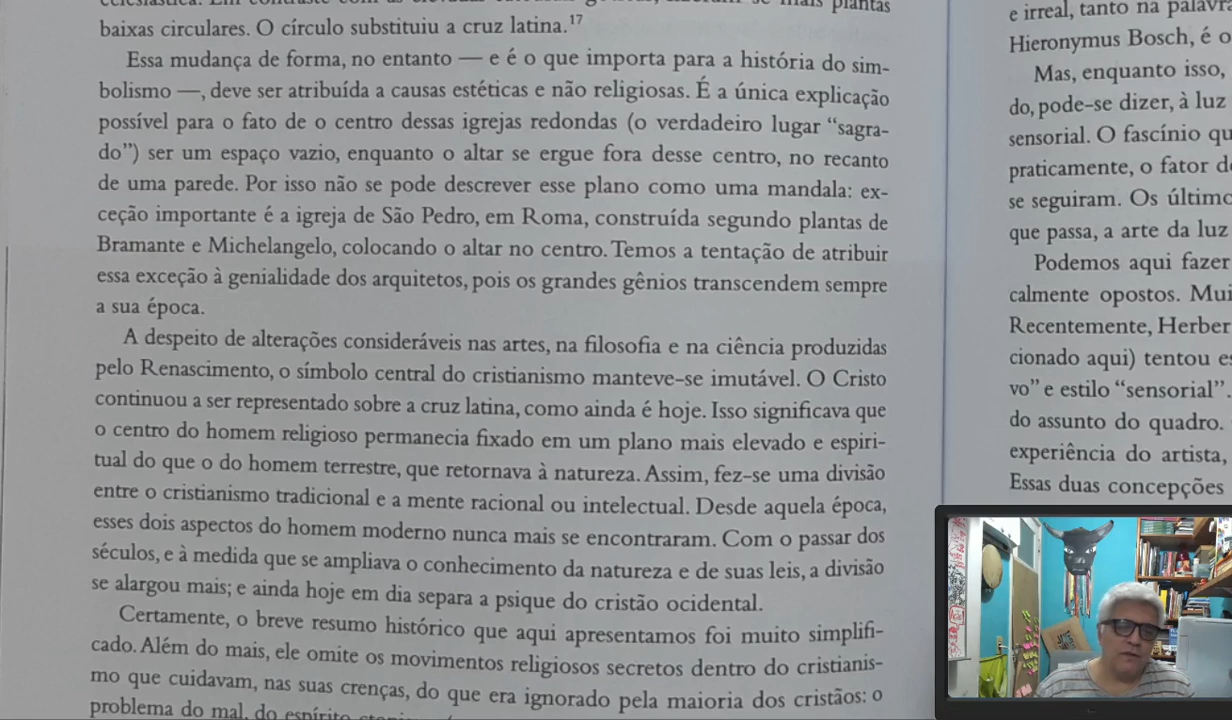 baixas circulares. O círculo substituiu a cruz latina.17
Essa mudança de forma, no entanto — e é o que importa para a história do sim-
bolismo —, deve ser atribuída a causas estéticas e não religiosas. É a única explicação
possível para o fato de o centro dessas igrejas redondas (o verdadeiro lugar “sagra-
do”) ser um espaço vazio, enquanto o altar se ergue fora desse centro, no recanto
de uma parede. Por isso não se pode descrever esse plano como uma mandala: ex-
ceção importante é a igreja de São Pedro, em Roma, construída segundo plantas de
Bramante e Michelangelo, colocando o altar no centro. Temos a tentação de atribuir
essa exceção à genialidade dos arquitetos, pois os grandes gênios transcendem sempre
a sua época.
A despeito de alterações consideráveis nas artes, na filosofia e na ciência produzidas
pelo Renascimento, o símbolo central do cristianismo manteve-se imutável. O Cristo
continuou a ser representado sobre a cruz latina, como ainda é hoje. Isso significava que
o centro do homem religioso permanecia fixado em um plano mais elevado e espiri-
tual do que o do homem terrestre, que retornava à natureza. Assim, fez-se uma divisão
entre o cristianismo tradicional e a mente racional ou intelectual. Desde aquela época,
esses dois aspectos do homem moderno nunca mais se encontraram. Com o passar dos
séculos, e à medida que se ampliava o conhecimento da natureza e de suas leis, a divisão
se alargou mais; e ainda hoje em dia separa a psique do cristão ocidental.
Certamente, o breve resumo histórico que aqui apresentamos foi muito simplifi-
cado. Além do mais, ele omite os movimentos religiosos secretos dentro do cristianis-
mo que cuidavam, nas suas crenças, do que era ignorado pela maioria dos cristãos: o
problema do mal, do espírito
e irreal, tanto na palavra
Hieronymus Bosch, é o
Mas, enquanto isso,
do, pode-se dizer, à luz
sensorial. O fascínio
praticamente, o fator
se seguiram. Os
que passa, a arte da luz
Podemos aqui fazer
calmente opostos.
Recentemente,
cionado aqui) tentou
vo” e estilo “sensorial”.
do assunto do quadro.
experiência do artista,
Essas duas concepções